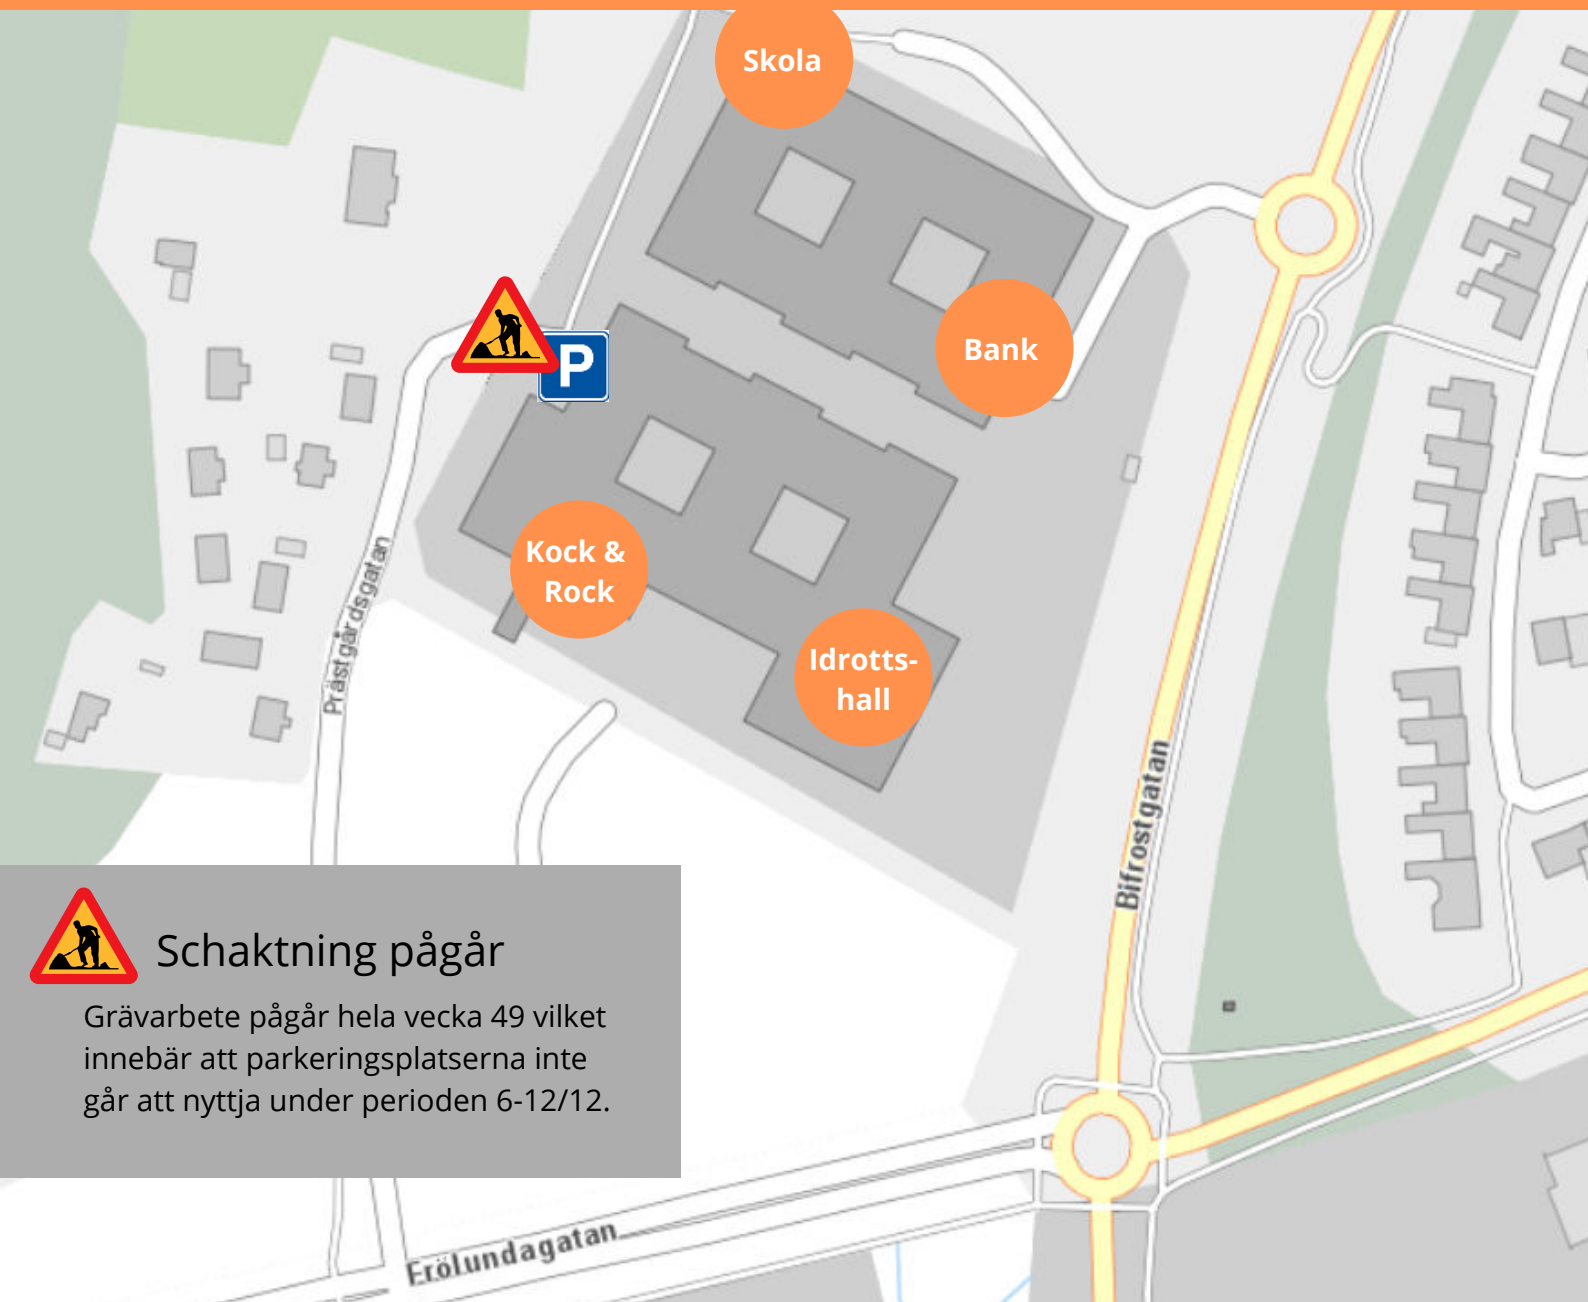 Skola
Bank
P
Kock &
Rock
Idrotts-
hall
Prästgårdsgatan
Bifrostgatan
Schaktning pågår
Grävarbete pågår hela vecka 49 vilket
innebär att parkeringsplatserna inte
går att nyttja under perioden 6-12/12.
Frölundagatan